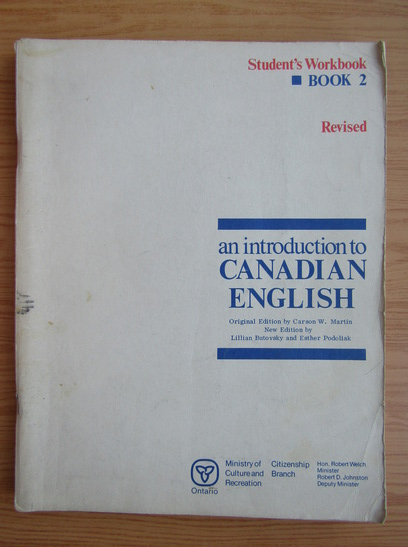 Student's Workbook
BOOK 2
Revised
an introduction to
CANADIAN
ENGLISH
Original Edition by Carson W. Martin
New Edition by
Lillian Butovsky and Esther Podoliak
Ontario
Ministry of
Culture and
Recreation
Citizenship
Branch
Hon. Robert Welch
Minister
Robert D. Johnston
Deputy Minister